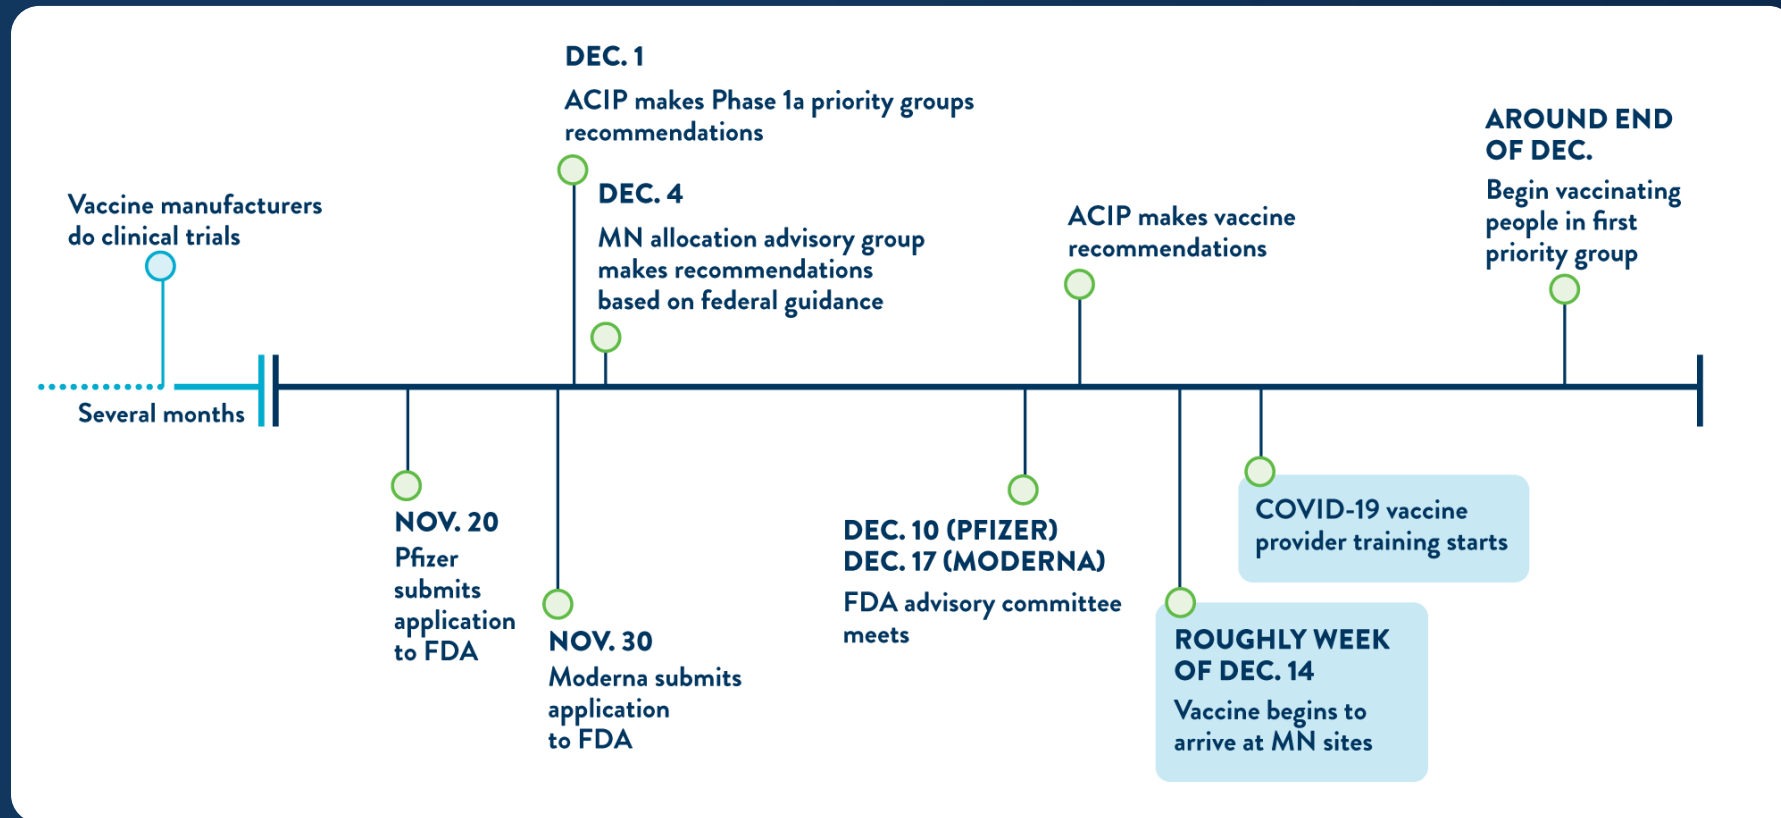 Vaccine manufacturers
do clinical trials
Several months
NOV. 20
Pfizer
submits
application
to FDA
NOV. 30
Moderna submits
application
to FDA
DEC. 1
ACIP makes Phase 1a priority groups
recommendations
DEC. 4
MN allocation advisory group
makes recommendations
based on federal guidance
DEC. 10 (PFIZER)
DEC. 17 (MODERNA)
FDA advisory committee
meets
ACIP makes vaccine
recommendations
ROUGHLY WEEK
OF DEC. 14
Vaccine begins to
arrive at MN sites
COVID-19 vaccine
provider training starts
AROUND END
OF DEC.
Begin vaccinating
people in first
priority group